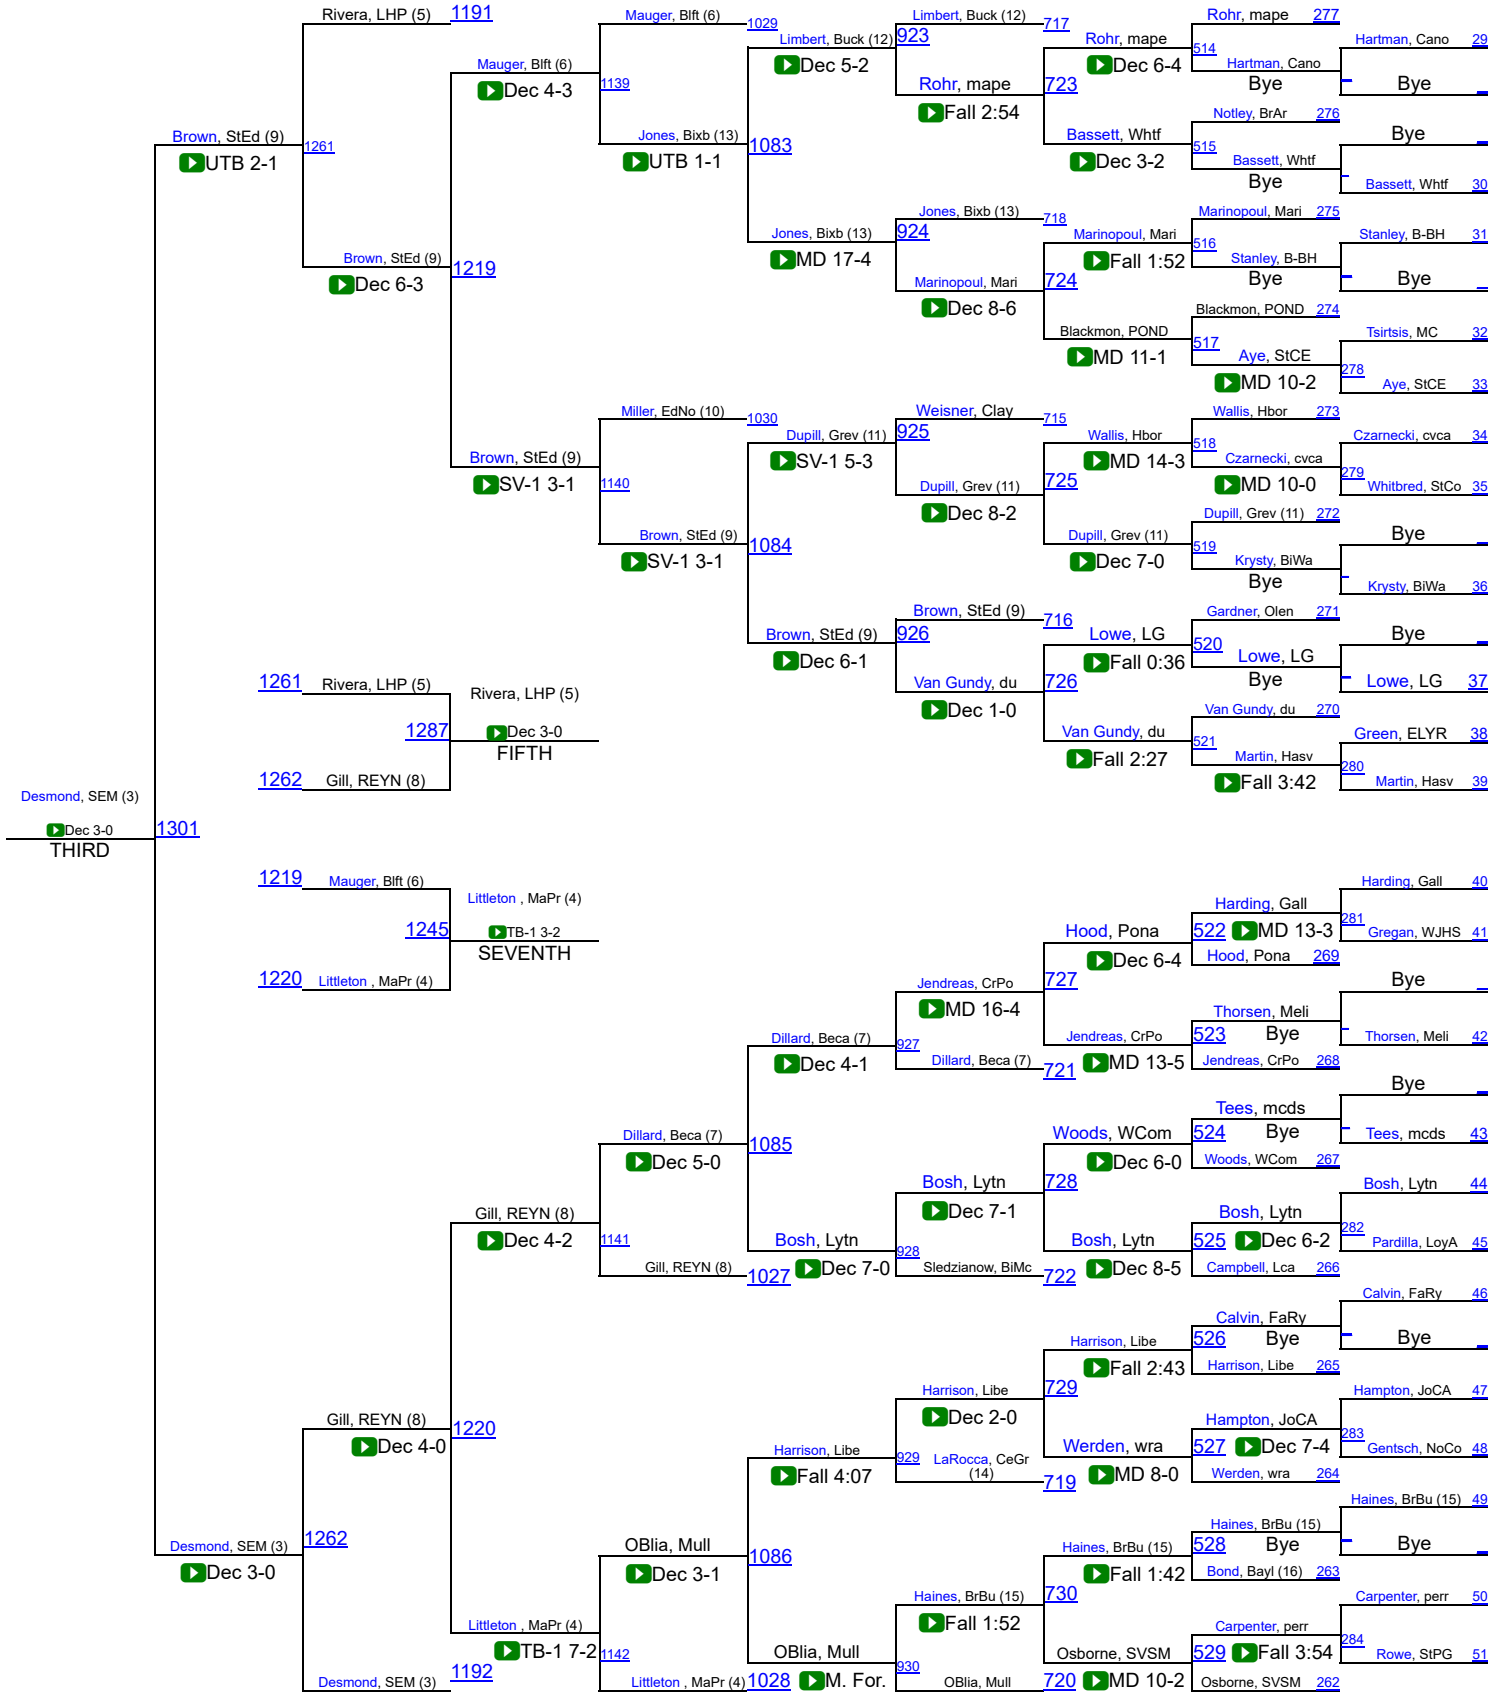 Rivera, LHP (5) 1191
Mauger, Blft (6) 1029
Limbert, Buck (12) 717
Rohr, mape 277
Hartman, Cano 29
Limbert, Buck (12) 923
Rohr, mape 514
Dec 5-2
Dec 6-4
Hartman, Cano
Bye
Bye
Mauger, Blft (6)
Dec 4-3
1139
Rohr, mape 723
Fall 2:54
Notley, BrAr 276
Bye
Brown, StEd (9)
UTB 2-1
1261
Jones, Bixb (13) 1083
UTB 1-1
Bassett, Whtf 515
Dec 3-2
Bassett, Whtf
Bye
Bassett, Whtf 30
Jones, Bixb (13) 718
Marinopoul, Mari 275
Jones, Bixb (13) 924
MD 17-4
Marinopoul, Mari 516
Fall 1:52
Stanley, B-BH 31
Stanley, B-BH
Bye
Bye
Brown, StEd (9) 1219
Dec 6-3
Marinopoul, Mari 724
Dec 8-6
Blackmon, POND 274
Blackmon, POND 517
MD 11-1
Tsirtsis, MC 32
Aye, StCE 278
MD 10-2
Aye, StCE 33
Miller, EdNo (10) 1030
Weisner, Clay 715
Wallis, Hbor 273
Dupill, Grev (11) 925
SV-1 5-3
Wallis, Hbor 518
MD 14-3
Czarnecki, cvca 34
Brown, StEd (9)
SV-1 3-1
1140
Dupill, Grev (11) 725
Dec 8-2
Czarnecki, cvca 279
MD 10-0
Whitbred, StCo 35
Dupill, Grev (11) 272
Bye
Brown, StEd (9) 1084
SV-1 3-1
Dupill, Grev (11) 519
Dec 7-0
Krysty, BiWa
Bye
Krysty, BiWa 36
Brown, StEd (9) 716
Gardner, Olen 271
Brown, StEd (9) 926
Dec 6-1
Lowe, LG 520
Fall 0:36
Bye
Lowe, LG
Bye
Lowe, LG 37
1261 Rivera, LHP (5)
Rivera, LHP (5)
Van Gundy, du 726
Dec 1-0
Van Gundy, du 270
1287
Dec 3-0
FIFTH
Van Gundy, du 521
Fall 2:27
Green, ELYR 38
Martin, Hasv 280
Fall 3:42
Martin, Hasv 39
1262 Gill, REYN (8)
Desmond, SEM (3)
Dec 3-0
THIRD
1301
1219 Mauger, Blft (6)
Littleton , MaPr (4)
1245
TB-1 3-2
SEVENTH
1220 Littleton , MaPr (4)
Harding, Gall 40
Harding, Gall 281
522 MD 13-3
Gregan, WJHS 41
Hood, Pona
Dec 6-4
Hood, Pona 269
Jendreas, CrPo 727
MD 16-4
Bye
Thorsen, Meli
523 Bye
Thorsen, Meli 42
Dillard, Beca (7) 927
Dec 4-1
Jendreas, CrPo
MD 13-5
Dillard, Beca (7) 721
Jendreas, CrPo 268
Bye
Dillard, Beca (7) 1085
Dec 5-0
Tees, mcds
524 Bye
Tees, mcds 43
Woods, WCom
Dec 6-0
Woods, WCom 267
Bosh, Lytn 728
Dec 7-1
Bosh, Lytn 44
Bosh, Lytn 282
525 Dec 6-2
Pardilla, LoyA 45
Gill, REYN (8)
Dec 4-2
1141
Bosh, Lytn 928
Dec 7-0
Bosh, Lytn
Dec 8-5
Gill, REYN (8) 1027
Sledzianow, BiMc 722
Campbell, Lca 266
Calvin, FaRy 46
Calvin, FaRy
526 Bye
Bye
Harrison, Libe
Fall 2:43
Harrison, Libe 265
Harrison, Libe 729
Dec 2-0
Hampton, JoCA 47
Gill, REYN (8) 1220
Dec 4-0
Hampton, JoCA 283
527 Dec 7-4
Gentsch, NoCo 48
Harrison, Libe 929
Fall 4:07
LaRocca, CeGr
(14) 719
Werden, wra
MD 8-0
Werden, wra 264
Haines, BrBu (15) 49
Desmond, SEM (3) 1262
Dec 3-0
OBlia, Mull 1086
Dec 3-1
Haines, BrBu (15)
528 Bye
Bye
Haines, BrBu (15)
Fall 1:42
Bond, Bayl (16) 263
Haines, BrBu (15) 730
Fall 1:52
Carpenter, perr 50
Littleton , MaPr (4)
TB-1 7-2
1142
OBlia, Mull 930
M. For.
Osborne, SVSM
MD 10-2
Carpenter, perr 284
529 Fall 3:54
Rowe, StPG 51
Desmond, SEM (3) 1192
Littleton , MaPr (4) 1028
OBlia, Mull 720
Osborne, SVSM 262